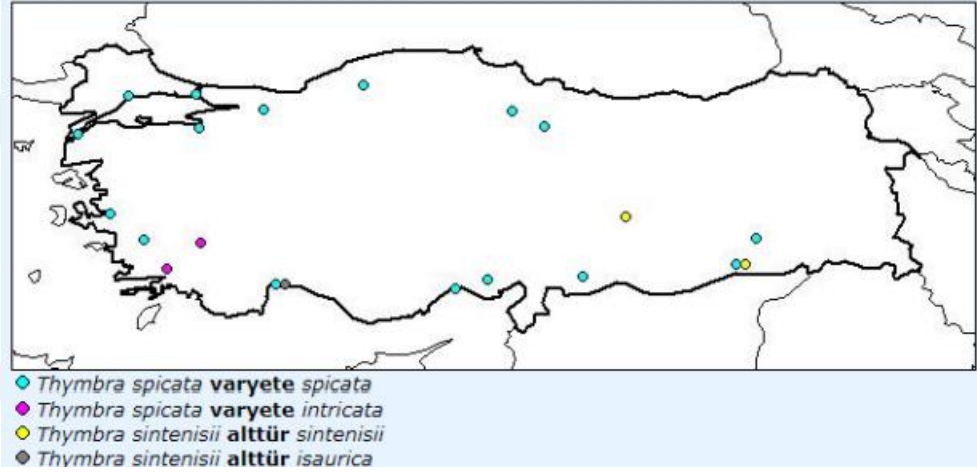 Thymbra spicata varyete spicata
Thymbra spicata varyete intricata
Thymbra sintenisii alttür sintenisii
Thymbra sintenisii alttür isaurica